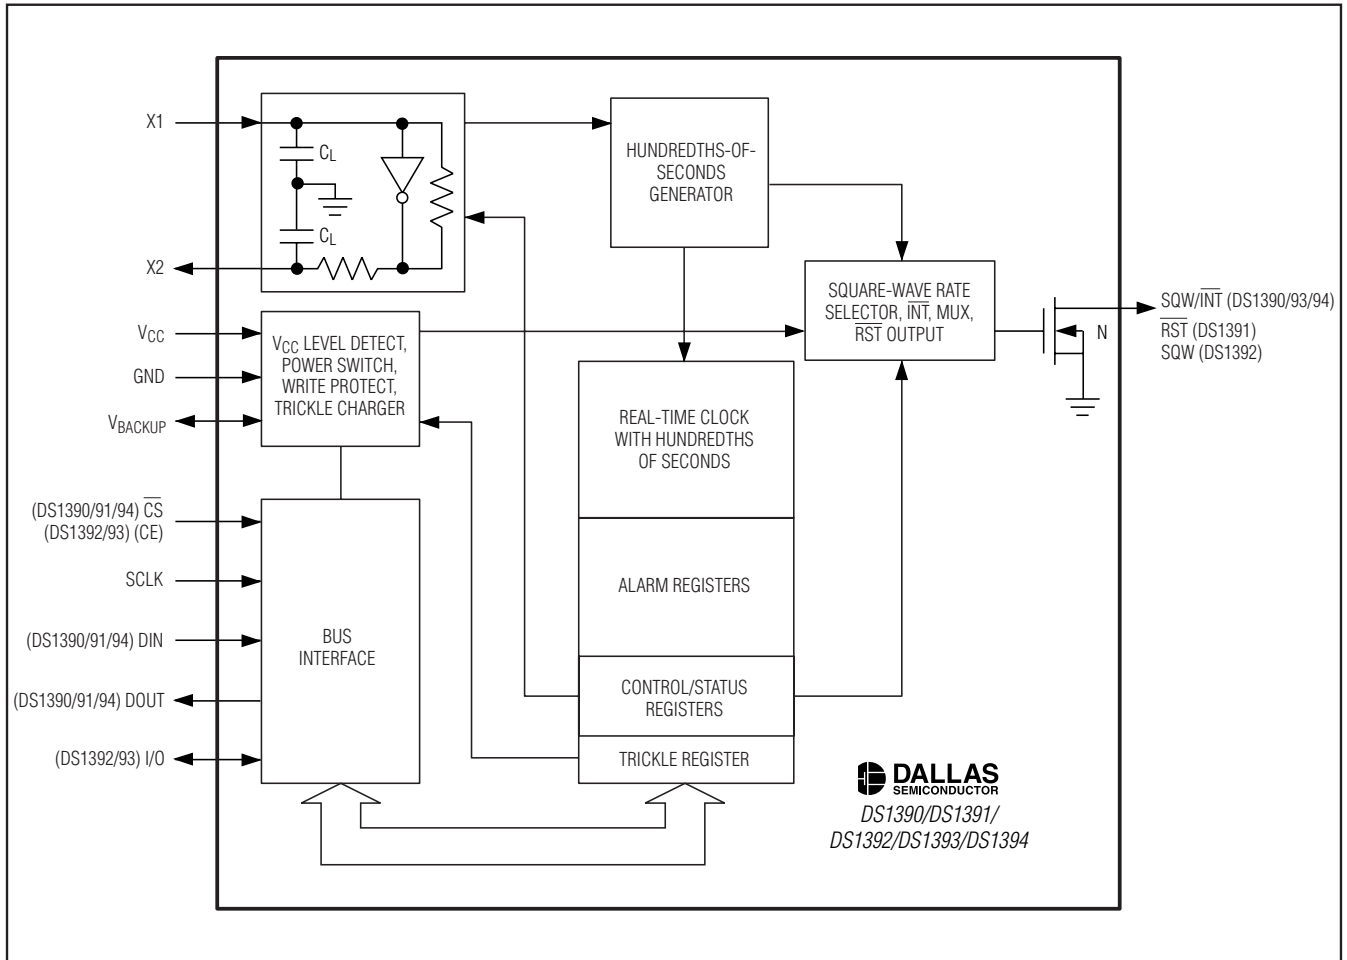 X1
X2
CL
CL
HUNDREDTHS-OF-
SECONDS
GENERATOR
VCC
GND
VBACKUP
VCC LEVEL DETECT,
POWER SWITCH,
WRITE PROTECT,
TRICKLE CHARGER
SQUARE-WAVE RATE
SELECTOR, INT, MUX,
RST OUTPUT
N
SQW/INT (DS1390/93/94)
RST (DS1391)
SQW (DS1392)
REAL-TIME CLOCK
WITH HUNDREDTHS
OF SECONDS
(DS1390/91/94) CS
(DS1392/93) (CE)
SCLK
(DS1390/91/94) DIN
(DS1390/91/94) DOUT
(DS1392/93) I/O
BUS
INTERFACE
ALARM REGISTERS
CONTROL/STATUS
REGISTERS
TRICKLE REGISTER
DALLAS
SEMICONDUCTOR
DS1390/DS1391/
DS1392/DS1393/DS1394